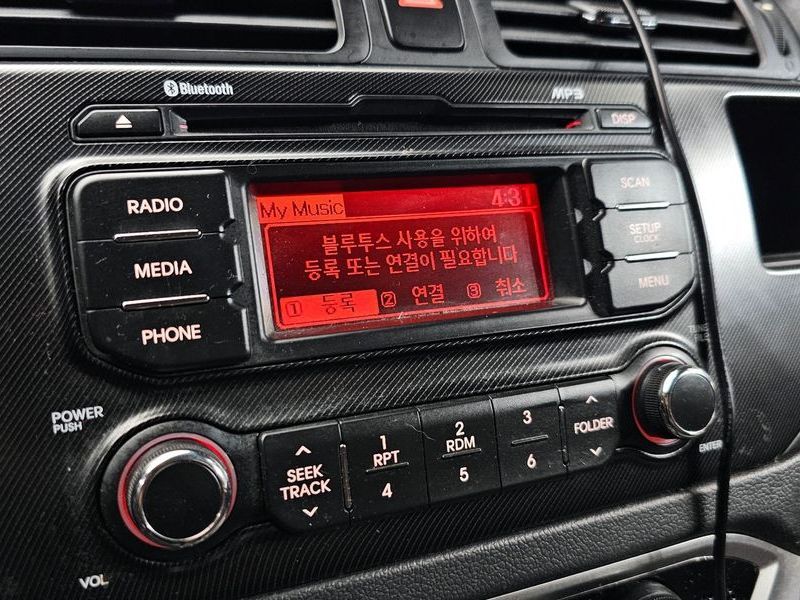 Bluetooth
MP3
DISP
RADIO
MEDIA
PHONE
My Music
블루투스 사용을 위하여
등록 또는 연결이 필요합니다
1 등록 2 연결 3 취소
SCAN
SETUP
CLOCK
MENU
POWER
PUSH
VOL
SEEK
TRACK
1
RPT
4
2
RDM
5
3
6
FOLDER
TUNE
ENTER